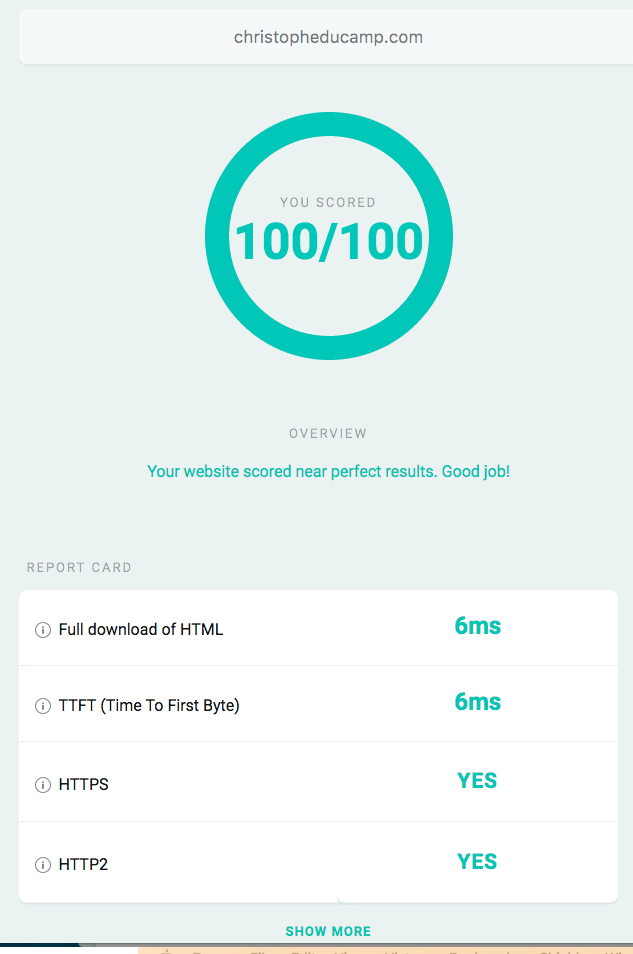 christopheducamp.com
YOU SCORED
100/100
OVERVIEW
Your website scored near perfect results. Good job!
REPORT CARD
Full download of HTML 6ms
TTFT (Time To First Byte) 6ms
HTTPS YES
HTTP2 YES
SHOW MORE